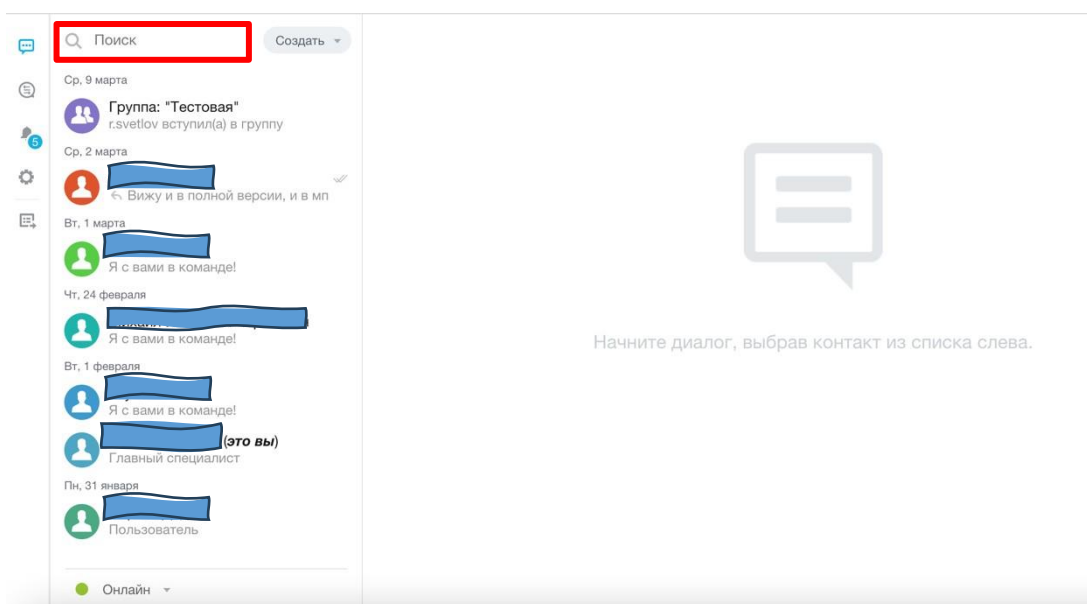 Поиск
Создать
Ср, 9 марта
Группа: "Тестовая"
r.svetlov вступил(а) в группу
5
Ср, 2 марта
Вижу и в полной версии, и в мп
Вт, 1 марта
Я с вами в команде!
Чт, 24 февраля
Я с вами в команде!
Начните диалог, выбрав контакт из списка слева.
Вт, 1 февраля
Я с вами в команде!
(это вы)
Главный специалист
Пн, 31 января
Пользователь
Онлайн